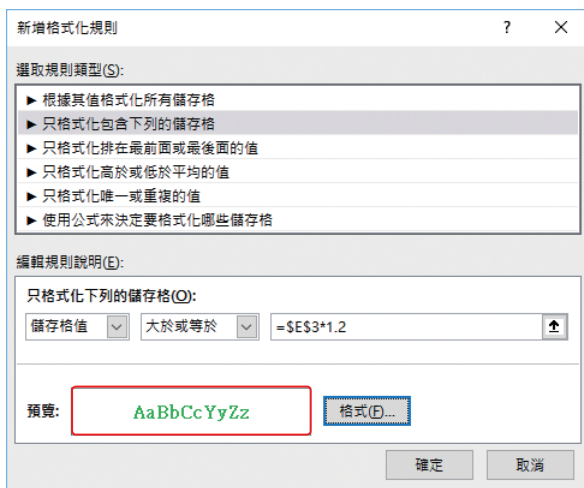 新增格式化規則 ?
選取規則類型(S):
► 根據其值格式化所有儲存格
► 只格式化包含下列的儲存格
► 只格式化排在最前面或最後面的值
► 只格式化高於或低於平均的值
► 只格式化唯一或重複的值
► 使用公式來決定要格式化哪些儲存格
編輯規則說明(E):
只格式化下列的儲存格(O):
儲存格值 大於或等於 =$E$3*1.2
預覽: AaBbCcYyZz 格式(F)...
確定 取消